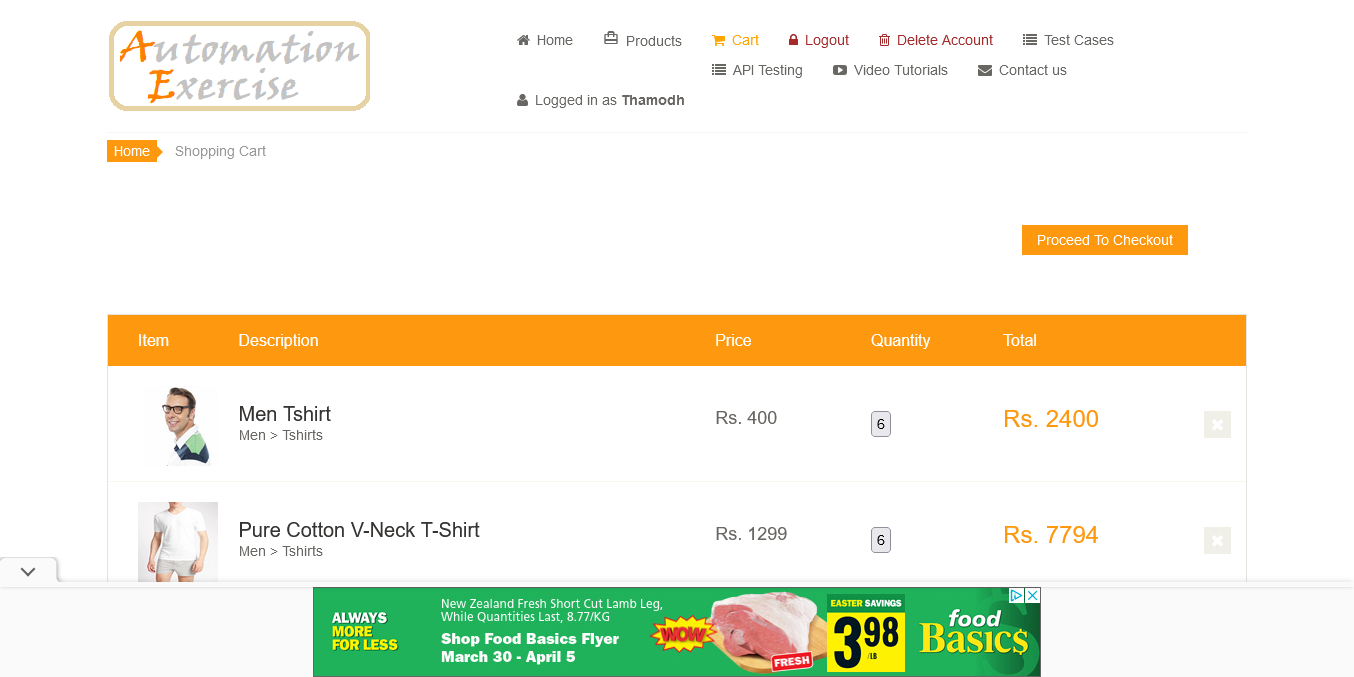 Automation
Exercise
Home Products Cart Logout Delete Account Test Cases
API Testing Video Tutorials Contact us
Logged in as Thamodh
Home Shopping Cart
Proceed To Checkout
Item Description Price Quantity Total
Men Tshirt
Men > Tshirts
Rs. 400 6 Rs. 2400
Pure Cotton V-Neck T-Shirt
Men > Tshirts
Rs. 1299 6 Rs. 7794
ALWAYS
MORE
FOR LESS
New Zealand Fresh Short Cut Lamb Leg,
While Quantities Last, 8.77/KG
Shop Food Basics Flyer
March 30 - April 5
WOW
FRESH
EASTER SAVINGS
3 98
/LB
food
Basics